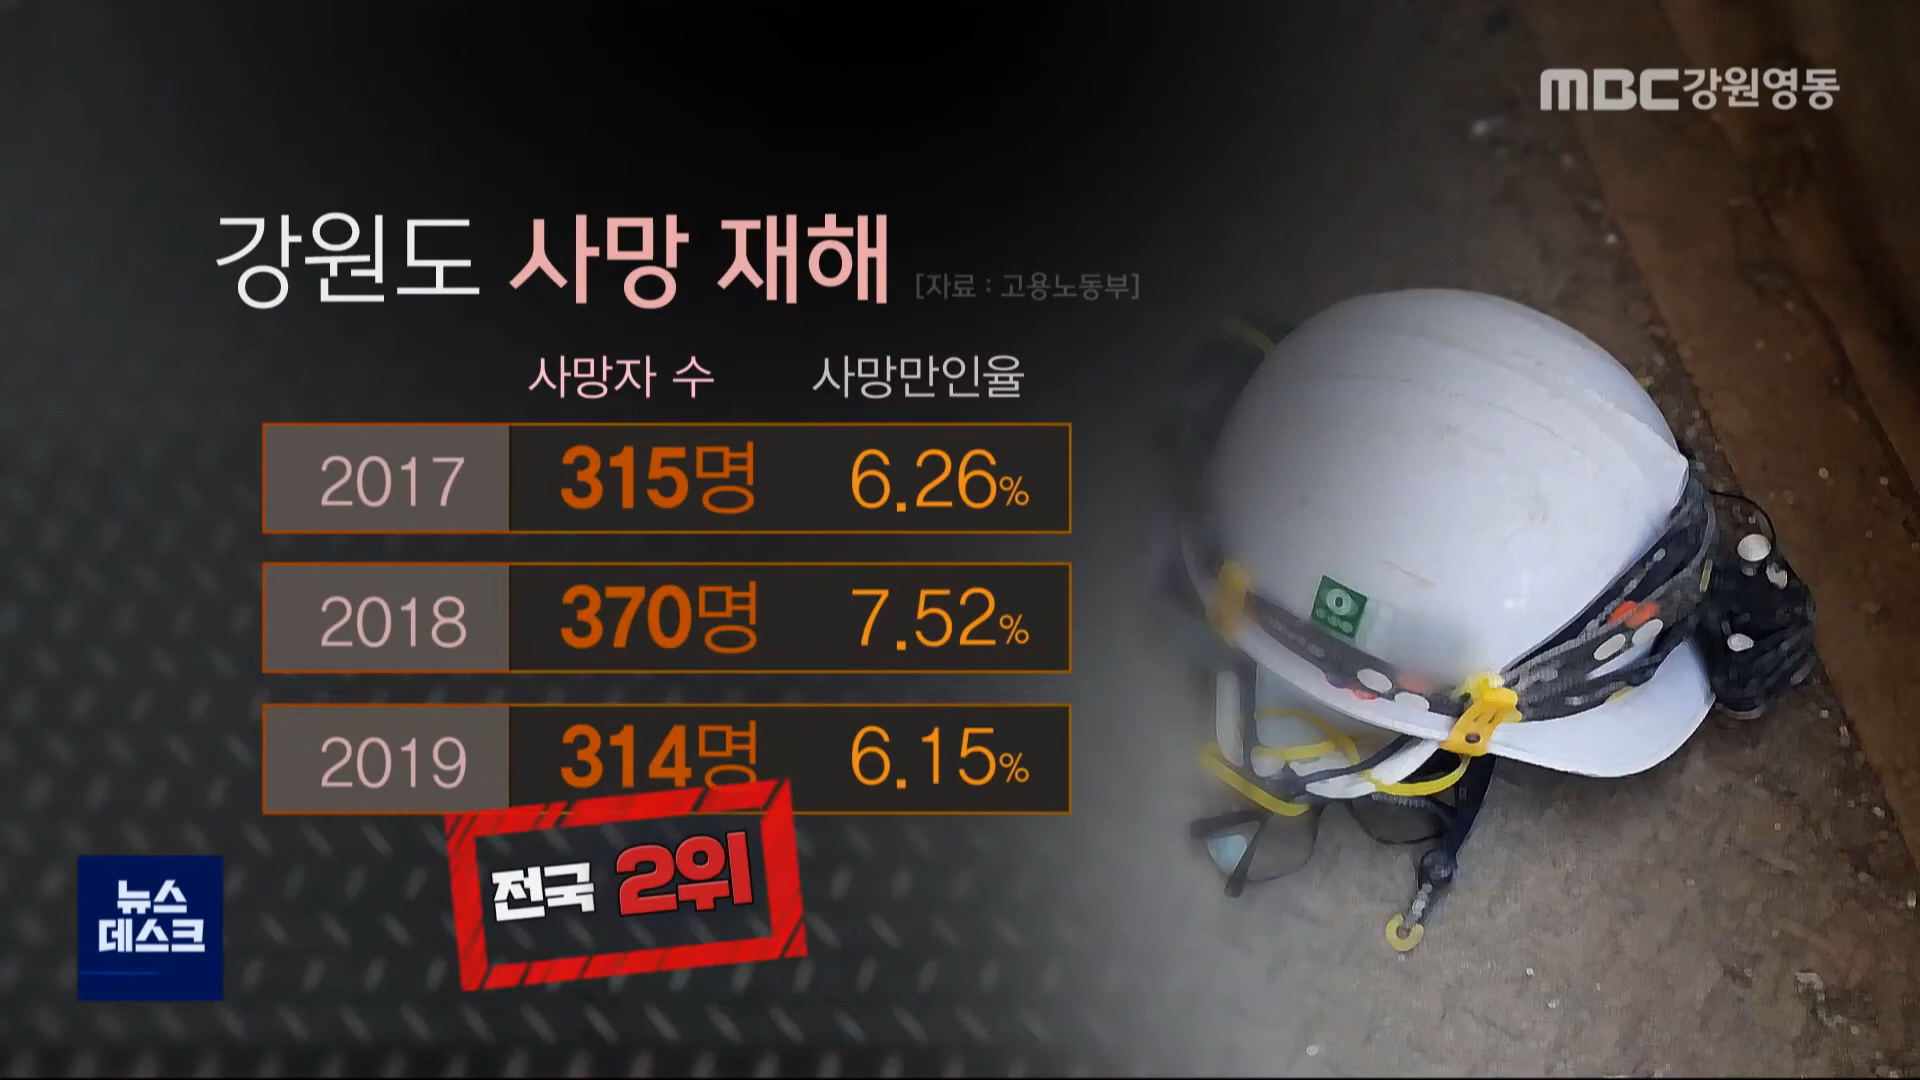 MBC강원영동
강원도 사망 재해 [자료 : 고용노동부]
사망자 수 사망만인율
2017 315명 6.26%
2018 370명 7.52%
2019 314명 6.15%
전국 2위
뉴스
데스크